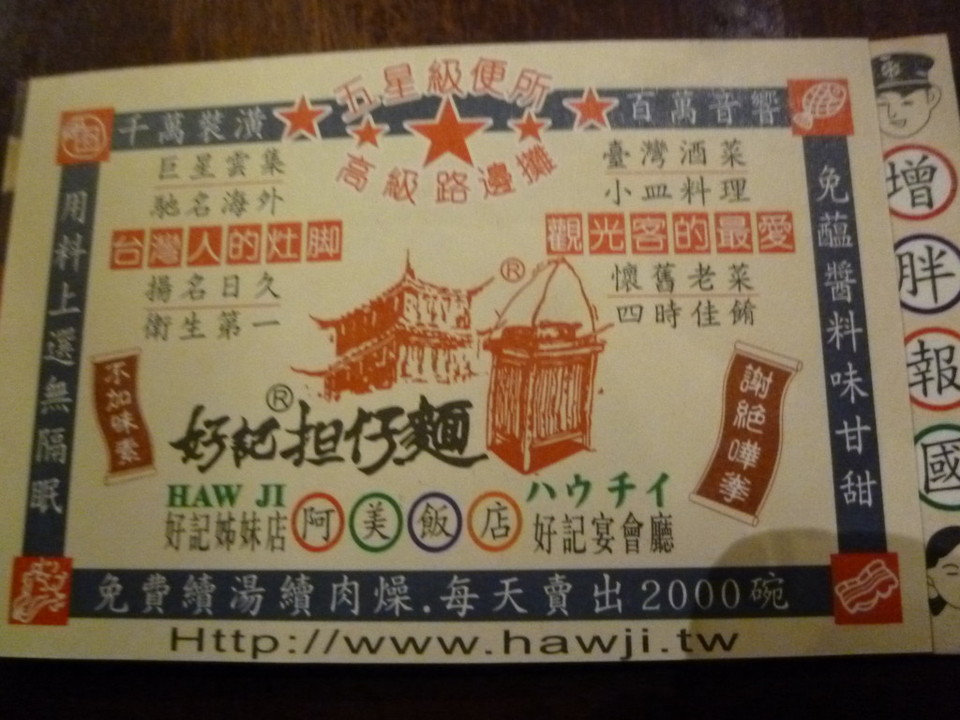 五星級便所
千萬裝潢
百萬音響
高級路邊攤
巨星雲集
馳名海外
台灣人的灶脚
揚名日久
衛生第一
臺灣酒菜
小皿料理
觀光客的最愛
懷舊老菜
四時佳餚
用料上選無隔眠
免蘊醬料味甘甜
不加味素
謝絕嘩拳
®
®
好記担仔麵
HAW JI
ハウチイ
好記姊妹店 阿美飯店 好記宴會廳
免費續湯續肉燥.每天賣出2000碗
Http://www.hawji.tw
增胖報國